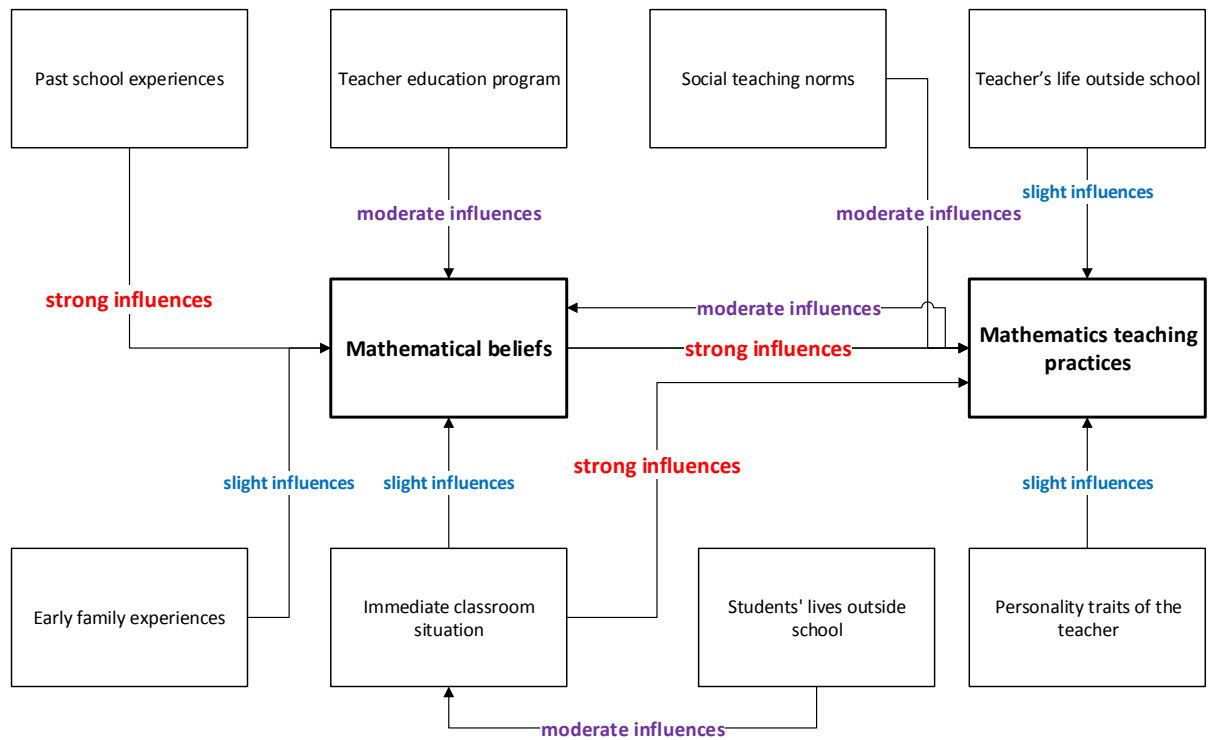 Past school experiences
Teacher education program
Social teaching norms
Teacher’s life outside school
slight influences
moderate influences
moderate influences
strong influences
moderate influences
Mathematical beliefs
strong influences
Mathematics teaching
practices
slight influences
slight influences
strong influences
slight influences
Early family experiences
Immediate classroom
situation
Students' lives outside
school
Personality traits of the
teacher
moderate influences